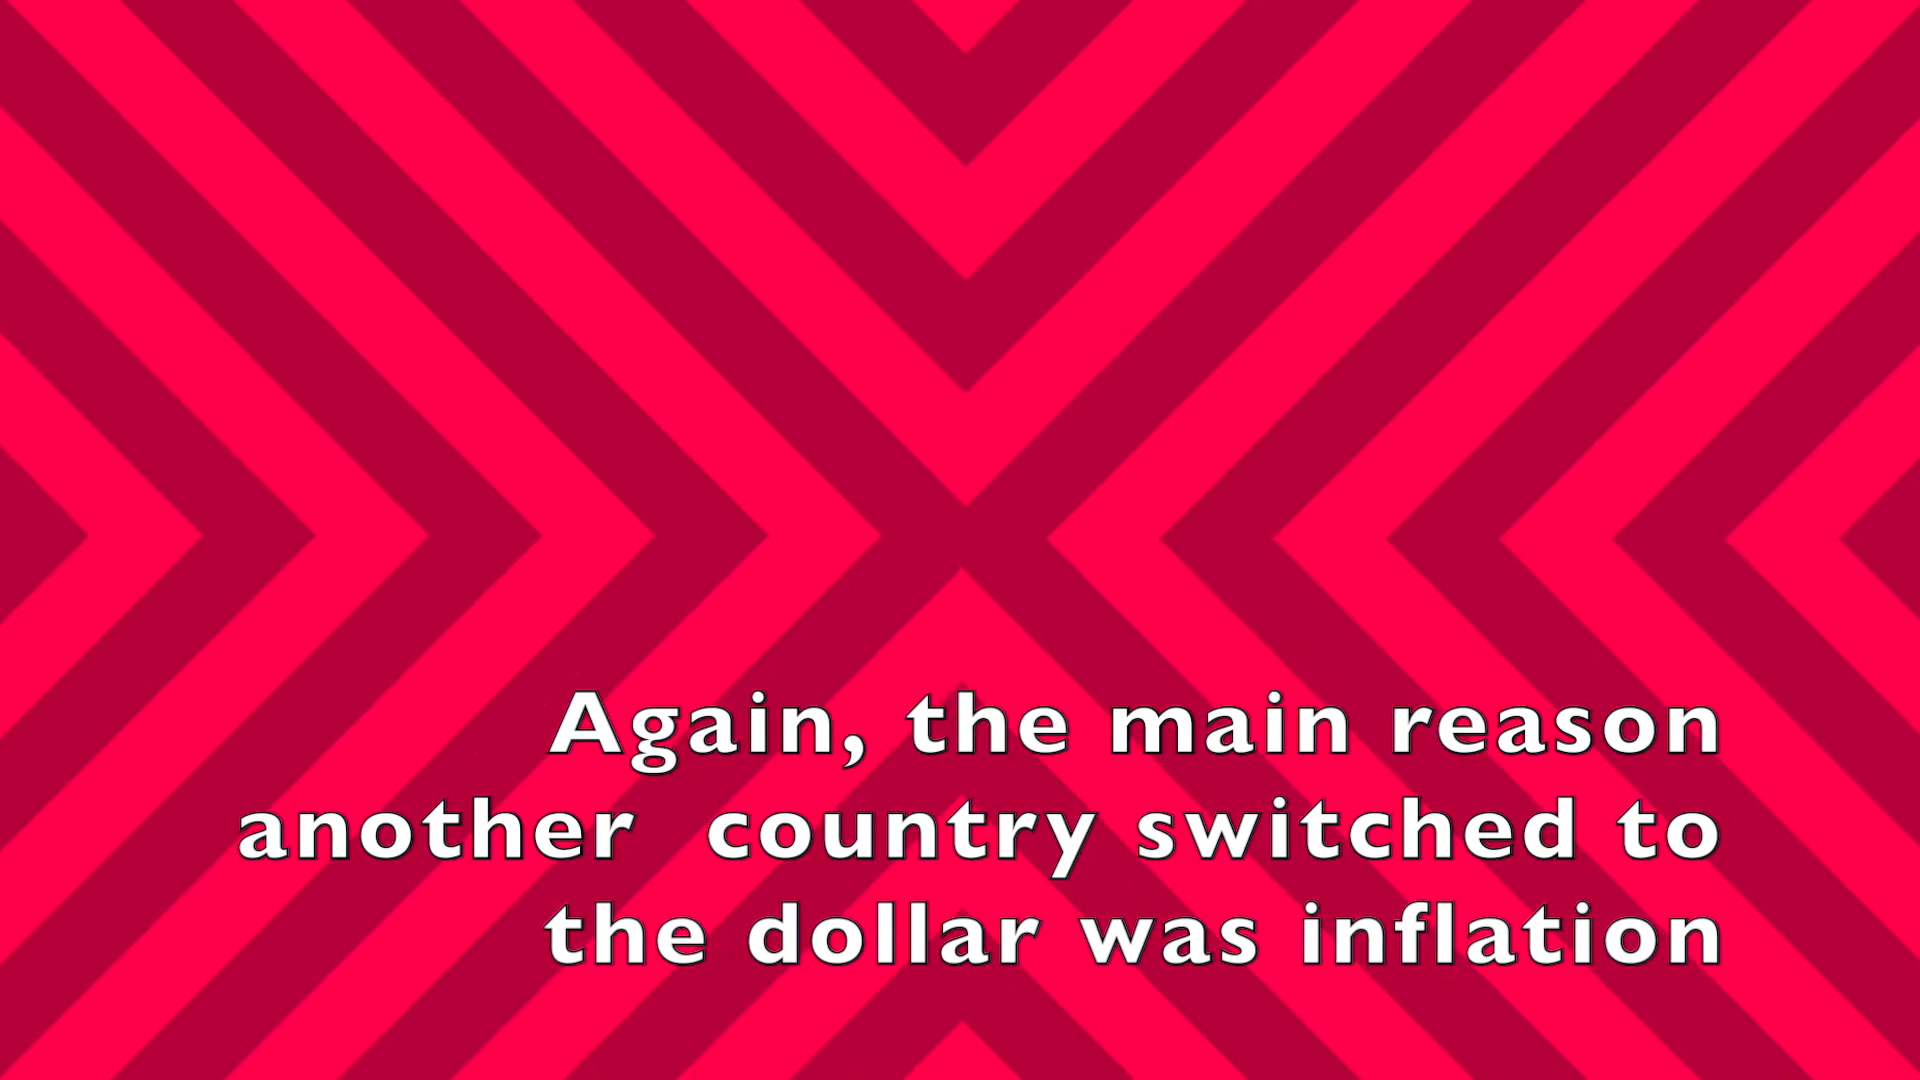 Again, the main reason
another  country switched to
the dollar was inflation